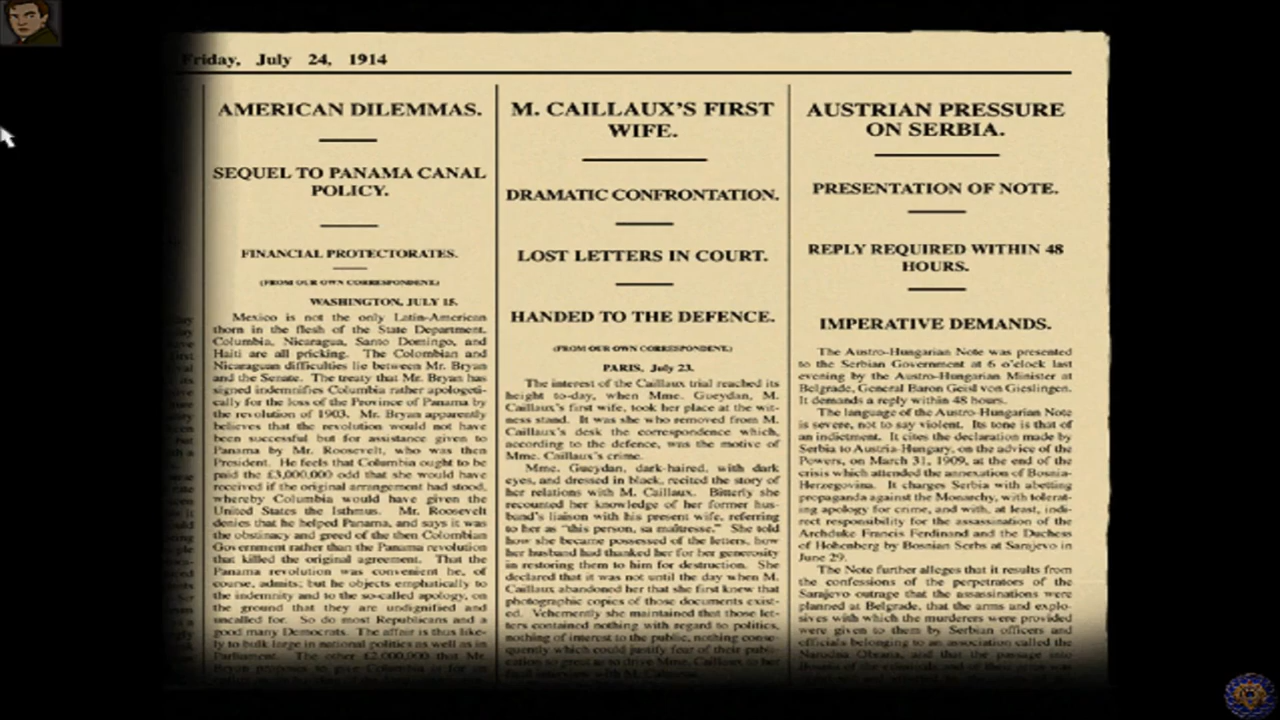 Friday, July 24, 1914
AMERICAN DILEMMAS.
SEQUEL TO PANAMA CANAL
POLICY.
FINANCIAL PROTECTORATES.
(FROM OUR OWN CORRESPONDENT.)
WASHINGTON, JULY 15.
Mexico is not the only Latin-American
thorn in the flesh of the State Department.
Columbia, Nicaragua, Santo Domingo, and
Haiti are all pricking. The Colombian and
Nicaraguan difficulties lie between Mr. Bryan
and the Senate. The treaty that Mr. Bryan has
signed indemnifies Columbia rather apologeti-
cally for the loss of the Province of Panama by
the revolution of 1903. Mr. Bryan apparently
believes that the revolution would not have
been successful but for assistance given to
Panama by Mr. Roosevelt, who was then
President. He feels that Columbia ought to be
paid the £3,000,000 odd that she would have
received if the original arrangement had stood,
whereby Columbia would have given the
United States the Isthmus. Mr. Roosevelt
denies that he helped Panama, and says it was
the obstinacy and greed of the then Colombian
Government rather than the Panama revolution
that killed the original agreement. That the
Panama revolution was convenient he, of
course, admits; but he objects emphatically to
the indemnity and to the so-called apology, on
the ground that they are undignified and
uncalled for. So do most Republicans and a
good many Democrats. The affair is thus like-
ly to bulk large in national politics as well as in
Parliament. The other £2,000,000 that Mr.
Bryan proposes to give Columbia or for an
M. CAILLAUX'S FIRST
WIFE.
DRAMATIC CONFRONTATION.
LOST LETTERS IN COURT.
HANDED TO THE DEFENCE.
(FROM OUR OWN CORRESPONDENT.)
PARIS, July 23.
The interest of the Caillaux trial reached its
height to-day, when Mme. Gueydan, M.
Caillaux's first wife, took her place at the wit-
ness stand. It was she who removed from M.
Caillaux's desk the correspondence which,
according to the defence, was the motive of
Mme. Caillaux's crime.
Mme. Gueydan, dark-haired, with dark
eyes, and dressed in black, recited the story of
her relations with M. Caillaux. Bitterly she
recounted her knowledge of her former hus-
band's liaison with his present wife, referring
to her as "this person, sa maîtresse." She told
how she became possessed of the letters, how
her husband had thanked her for her generosity
in restoring them to him for destruction. She
declared that it was not until the day when M.
Caillaux abandoned her that she first knew that
photographic copies of those documents exist-
ed. Vehemently she maintained that those let-
ters contained nothing with regard to politics,
nothing of interest to the public, nothing conse-
quently which could justify fear of their publi-
cation so great as to drive Mme. Caillaux to her
final interview with M. Calmette.
AUSTRIAN PRESSURE
ON SERBIA.
PRESENTATION OF NOTE.
REPLY REQUIRED WITHIN 48
HOURS.
IMPERATIVE DEMANDS.
The Austro-Hungarian Note was presented
to the Serbian Government at 6 o'clock last
evening by the Austro-Hungarian Minister at
Belgrade, General Baron Geisl von Gieslingen.
It demands a reply within 48 hours.
The language of the Austro-Hungarian Note
is severe, not to say violent. Its tone is that of
an indictment. It cites the declaration made by
Serbia to Austria-Hungary, on the advice of the
Powers, on March 31, 1909, at the end of the
crisis which attended the annexation of Bosnia-
Herzegovina. It charges Serbia with abetting
propaganda against the Monarchy, with tolerat-
ing apology for crime, and with, at least, indi-
rect responsibility for the assassination of the
Archduke Francis Ferdinand and the Duchess
of Hohenberg by Bosnian Serbs at Sarajevo in
June 29.
The Note further alleges that it results from
the confessions of the perpetrators of the
Sarajevo outrage that the assassinations were
planned at Belgrade, that the arms and explo-
sives with which the murderers were provided
were given to them by Serbian officers and
officials belonging to an association called the
Narodna Obrana, and that the passage into